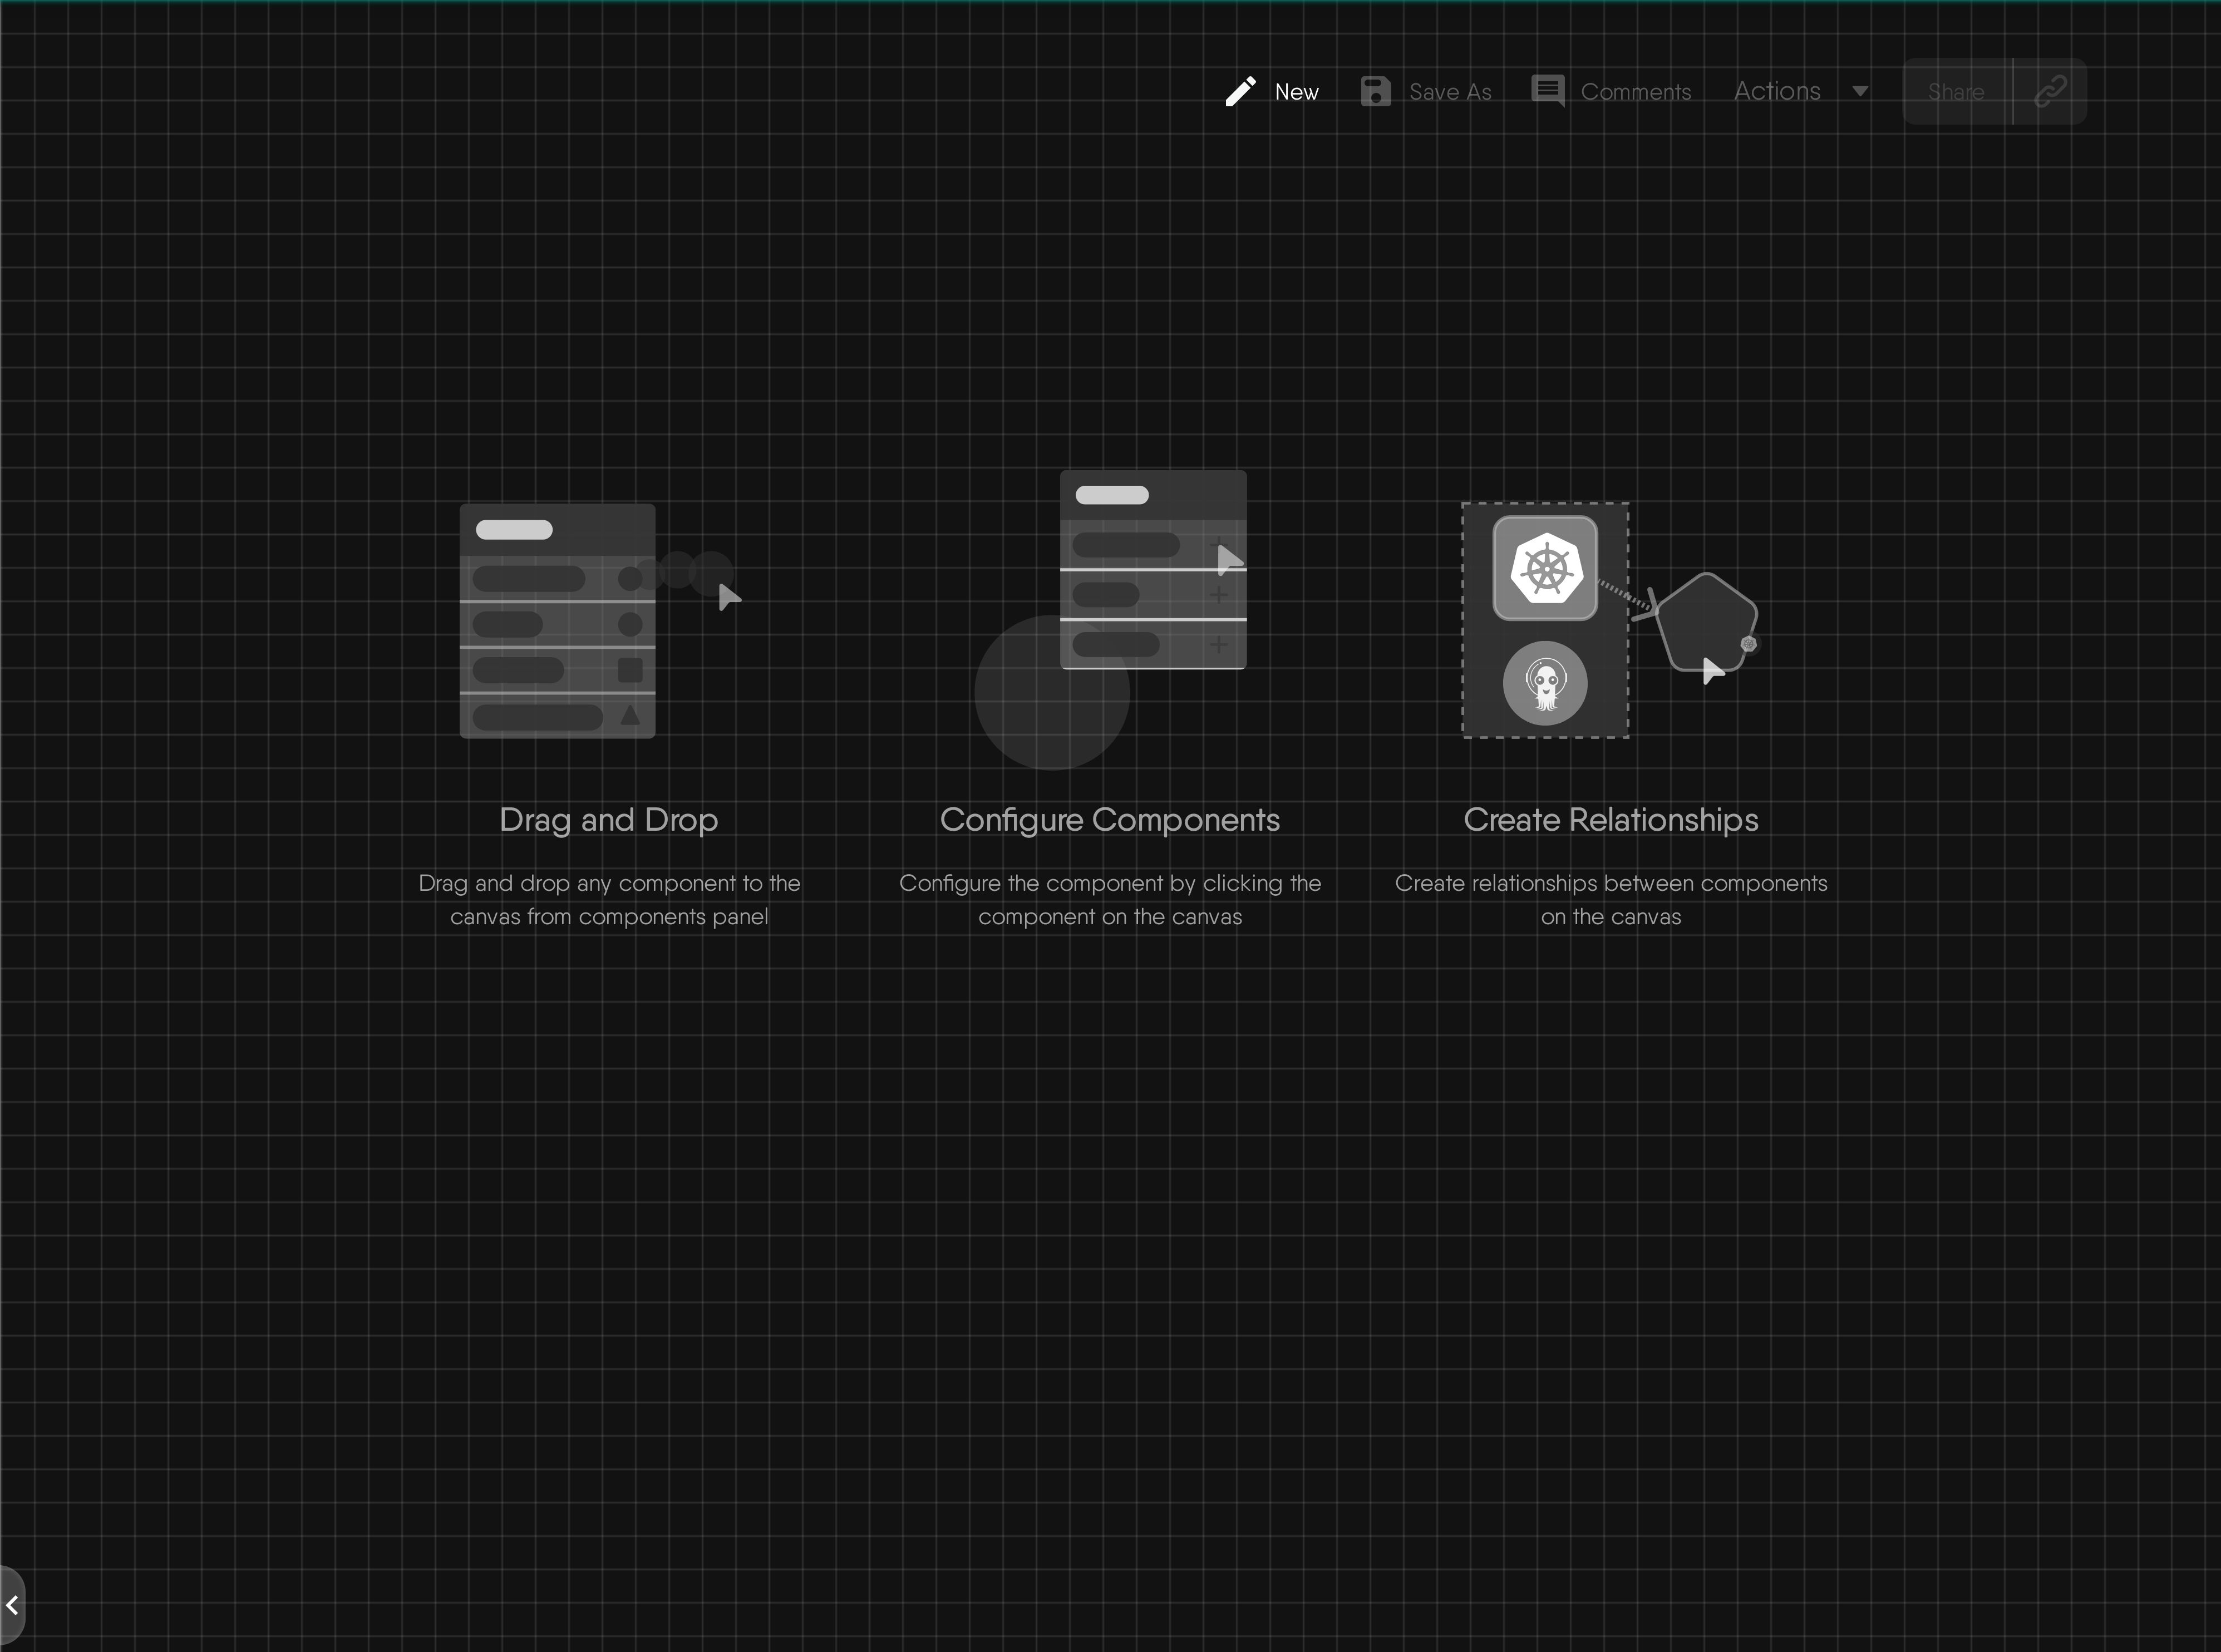 New
Save As
Comments
Actions
Share
Drag and Drop
Drag and drop any component to the
canvas from components panel
Configure Components
Configure the component by clicking the
component on the canvas
Create Relationships
Create relationships between components
on the canvas